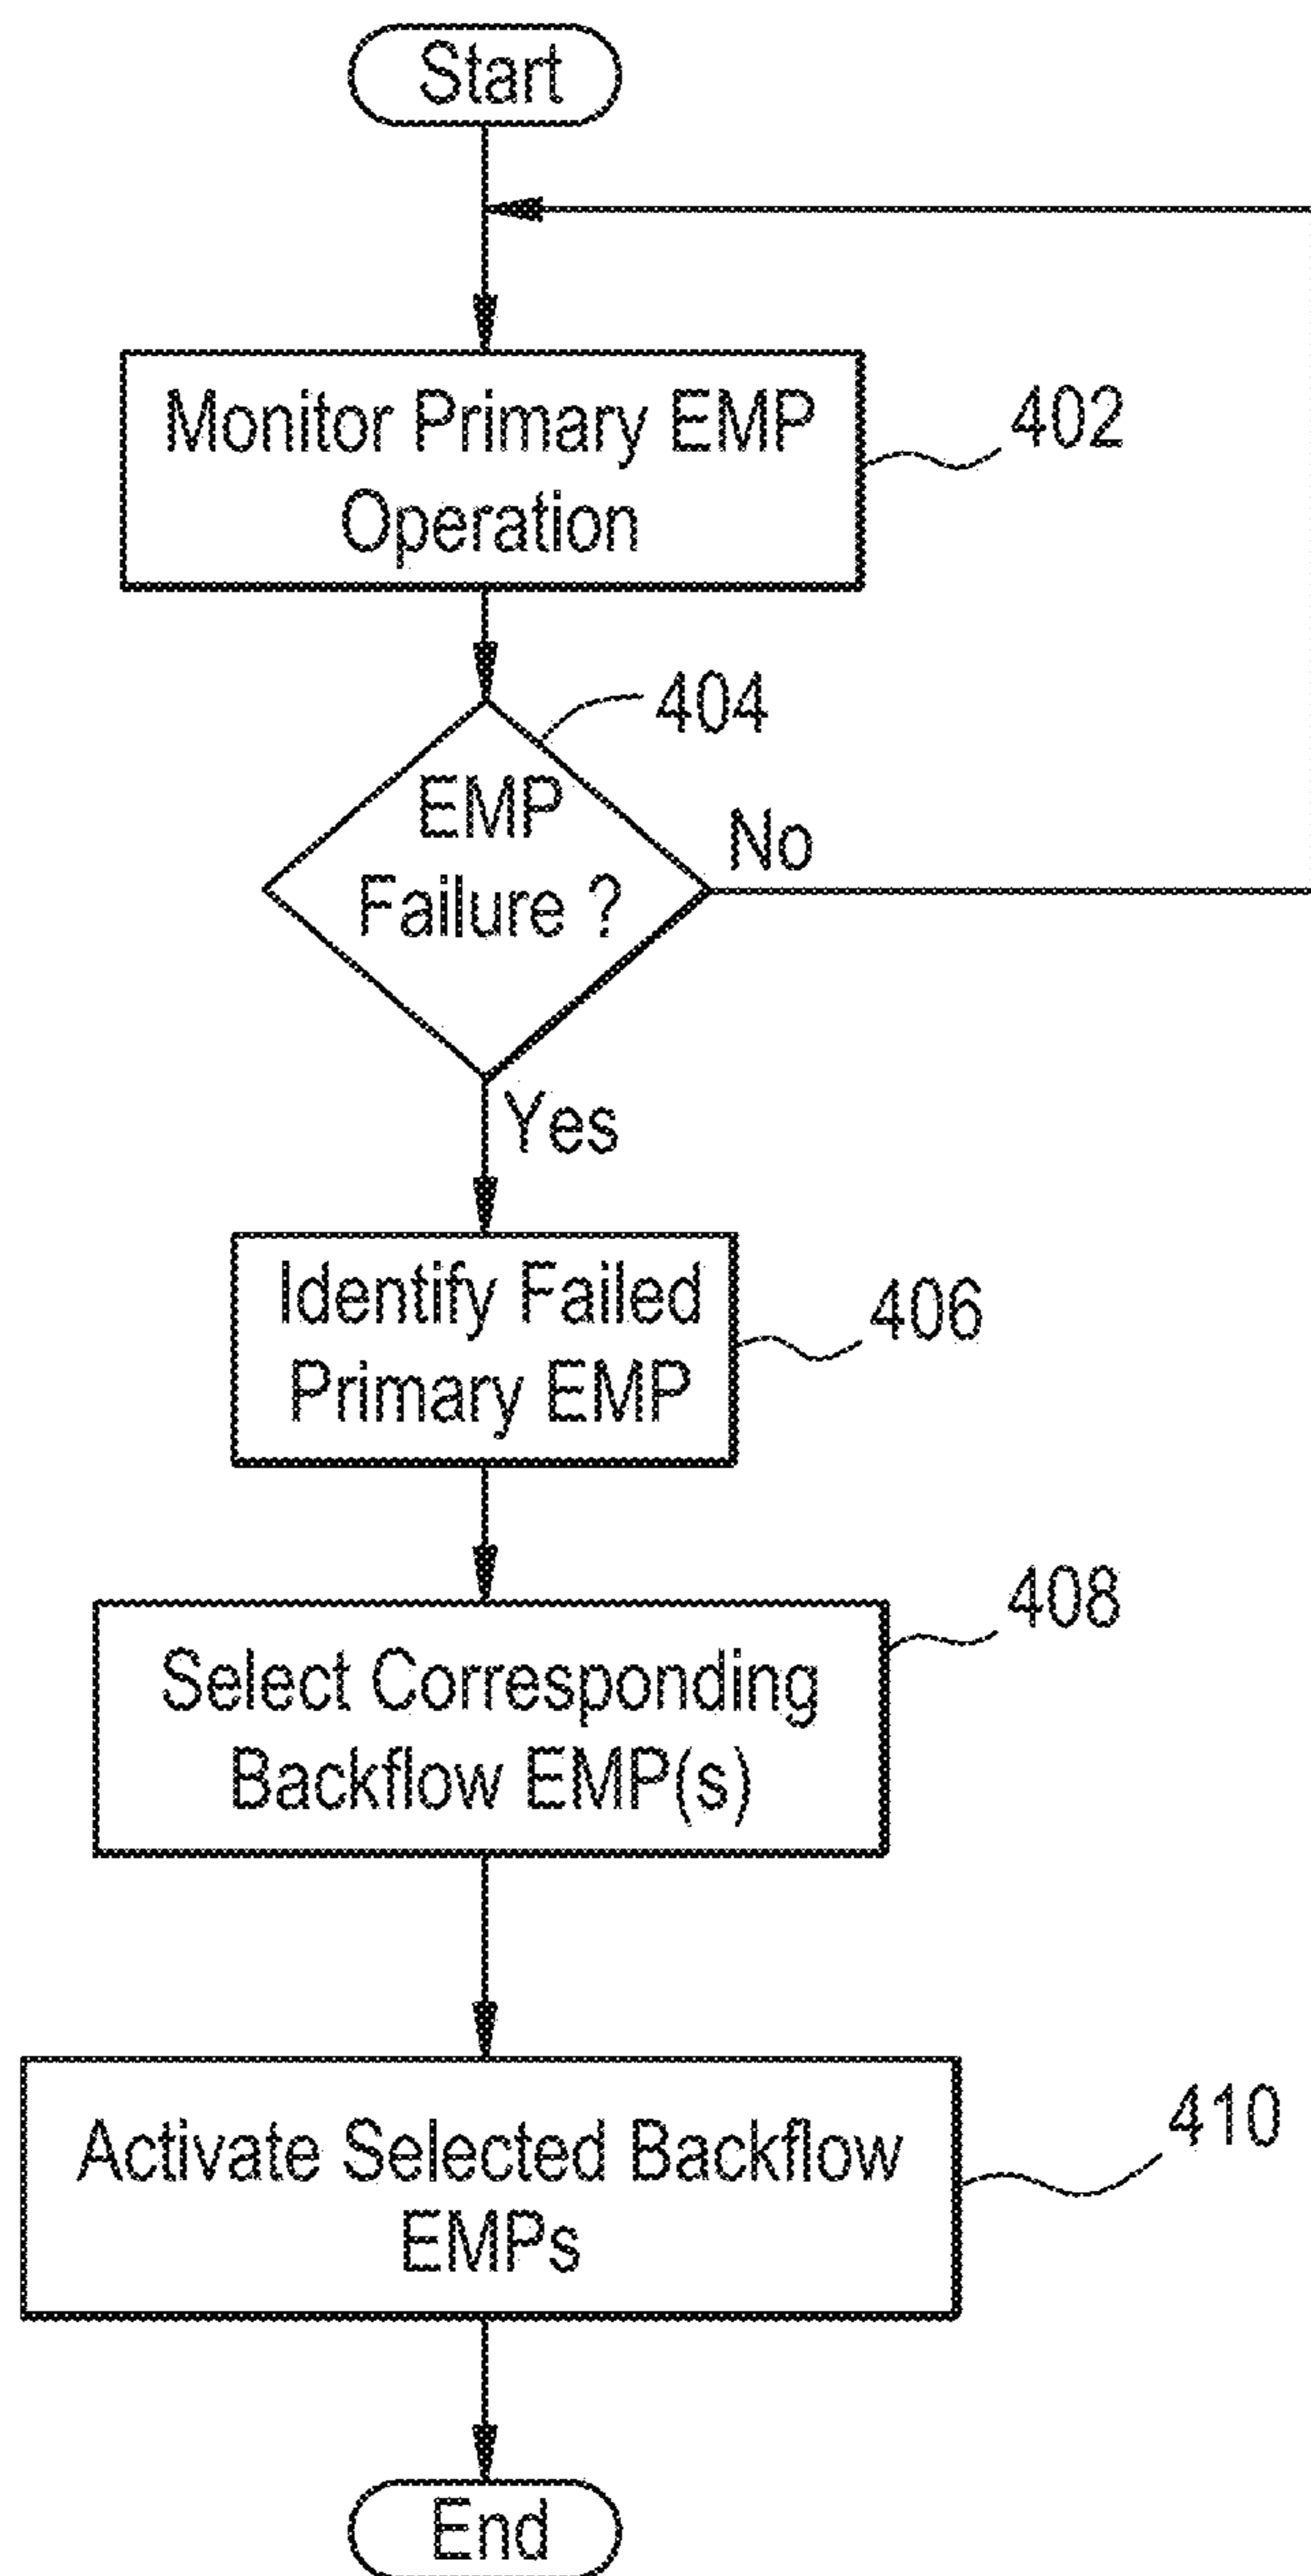 Start
Monitor Primary EMP
Operation
402
404
EMP
Failure ?
No
Yes
Identify Failed
Primary EMP
406
408
Select Corresponding
Backflow EMP(s)
410
Activate Selected Backflow
EMPs
End